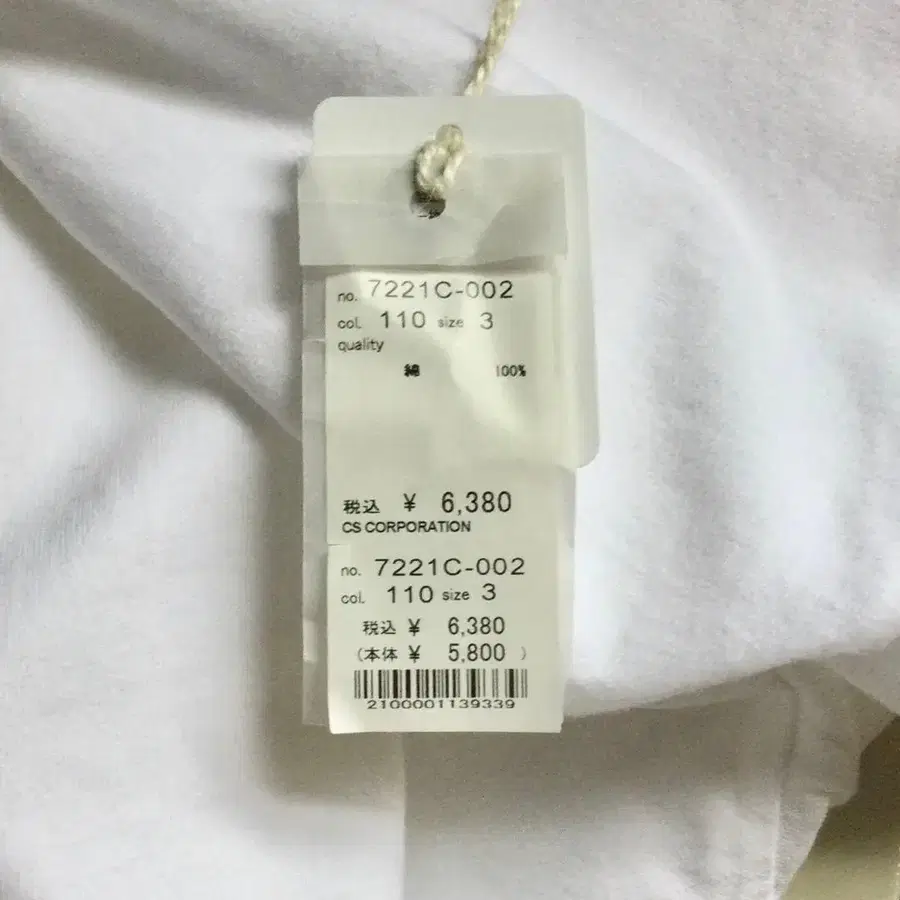 no. 7221C-002
col. 110 size 3
quality
綿 100%
税込 ¥ 6,380
CS CORPORATION
no. 7221C-002
col. 110 size 3
税込 ¥ 6,380
(本体 ¥ 5,800 )
2100001139339